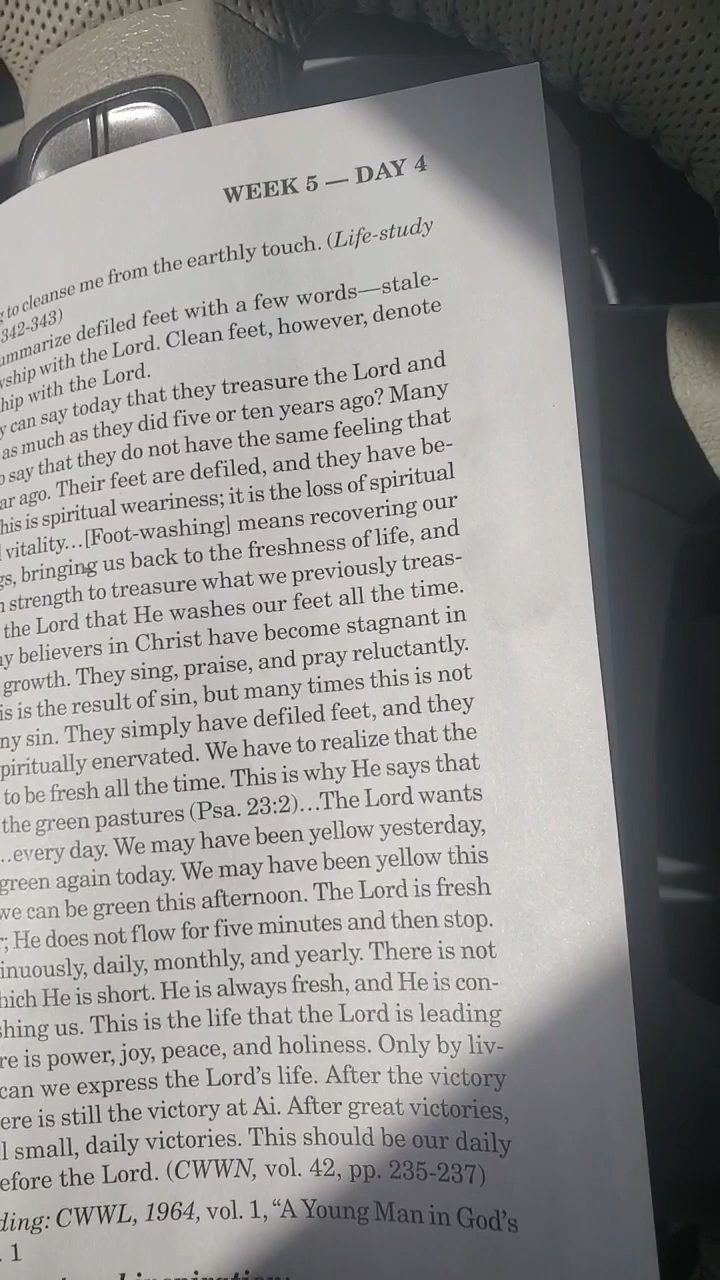 WEEK 5 — DAY 4
to cleanse me from the earthly touch. (Life-study
342-343)
ummarize defiled feet with a few words—stale-
wship with the Lord. Clean feet, however, denote
hip with the Lord.
y can say today that they treasure the Lord and
as much as they did five or ten years ago? Many
o say that they do not have the same feeling that
ar ago. Their feet are defiled, and they have be-
his is spiritual weariness; it is the loss of spiritual
vitality...[Foot-washing] means recovering our
gs, bringing us back to the freshness of life, and
strength to treasure what we previously treas-
the Lord that He washes our feet all the time.
ny believers in Christ have become stagnant in
growth. They sing, praise, and pray reluctantly.
is is the result of sin, but many times this is not
ny sin. They simply have defiled feet, and they
piritually enervated. We have to realize that the
to be fresh all the time. This is why He says that
the green pastures (Psa. 23:2)...The Lord wants
...every day. We may have been yellow yesterday,
green again today. We may have been yellow this
we can be green this afternoon. The Lord is fresh
; He does not flow for five minutes and then stop.
inuously, daily, monthly, and yearly. There is not
hich He is short. He is always fresh, and He is con-
shing us. This is the life that the Lord is leading
re is power, joy, peace, and holiness. Only by liv-
can we express the Lord's life. After the victory
ere is still the victory at Ai. After great victories,
l small, daily victories. This should be our daily
efore the Lord. (CWWN, vol. 42, pp. 235-237)
ding: CWWL, 1964, vol. 1, “A Young Man in God's
. 1